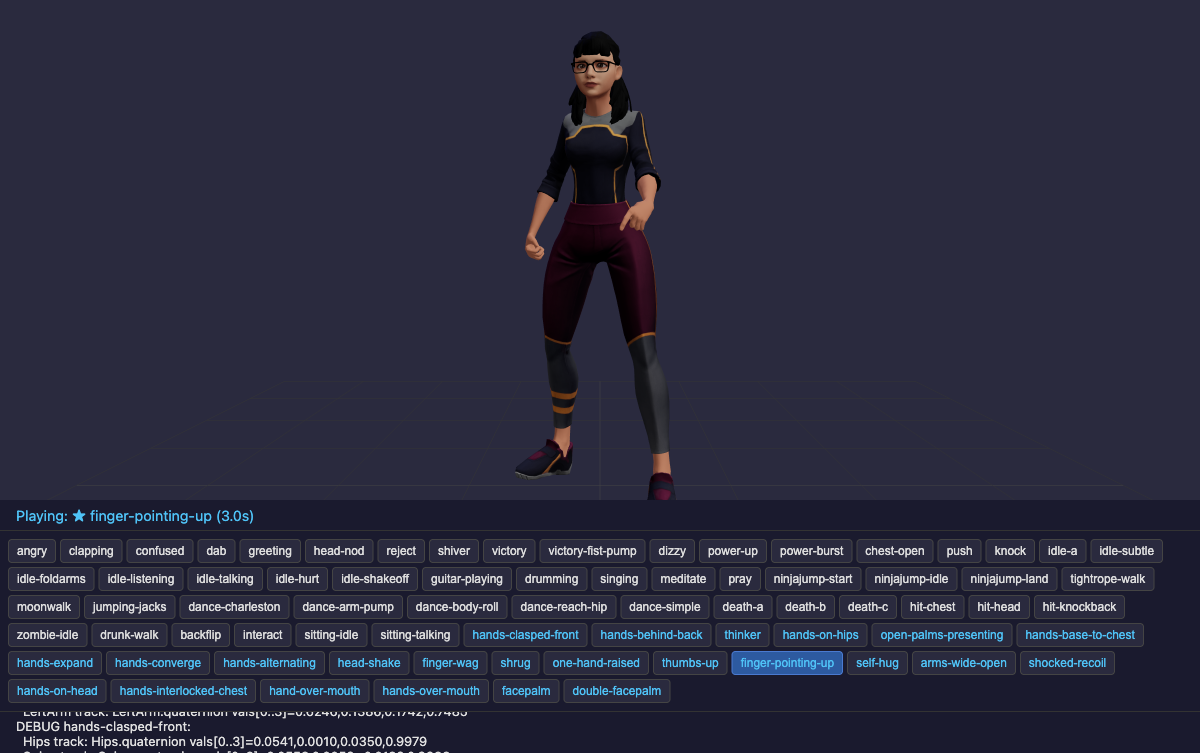 Playing: ★ finger-pointing-up (3.0s)
angry clapping confused dab greeting head-nod reject shiver victory victory-fist-pump dizzy power-up power-burst chest-open push knock idle-a idle-subtle
idle-foldarms idle-listening idle-talking idle-hurt idle-shakeoff guitar-playing drumming singing meditate pray ninjajump-start ninjajump-idle ninjajump-land tightrope-walk
moonwalk jumping-jacks dance-charleston dance-arm-pump dance-body-roll dance-reach-hip dance-simple death-a death-b death-c hit-chest hit-head hit-knockback
zombie-idle drunk-walk backflip interact sitting-idle sitting-talking hands-clasped-front hands-behind-back thinker hands-on-hips open-palms-presenting hands-base-to-chest
hands-expand hands-converge hands-alternating head-shake finger-wag shrug one-hand-raised thumbs-up finger-pointing-up self-hug arms-wide-open shocked-recoil
hands-on-head hands-interlocked-chest hand-over-mouth hands-over-mouth facepalm double-facepalm
LeftArm track: LeftArm.quaternion
DEBUG hands-clasped-front:
Hips track: Hips.quaternion vals[0..3]=0.0541,0.0010,0.0350,0.9979